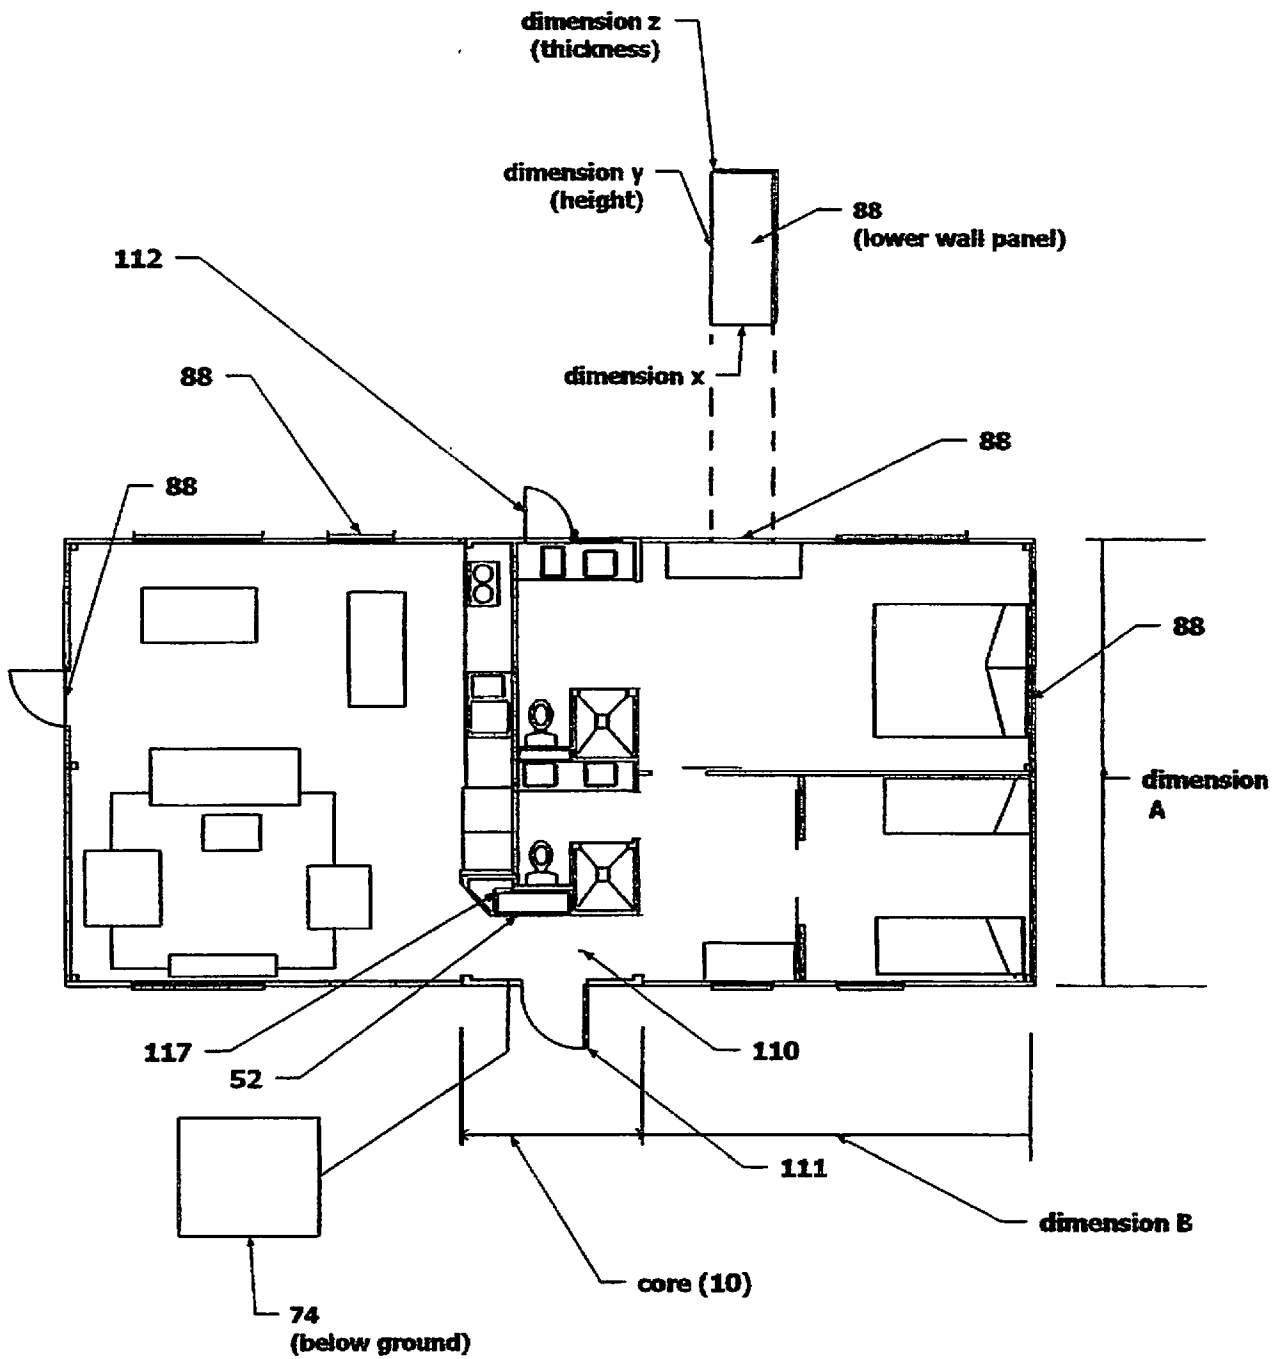 dimension z
(thickness)
dimension y
(height)
88
(lower wall panel)
112
dimension x
88
88
88
88
dimension
A
117
52
110
111
dimension B
core (10)
74
(below ground)